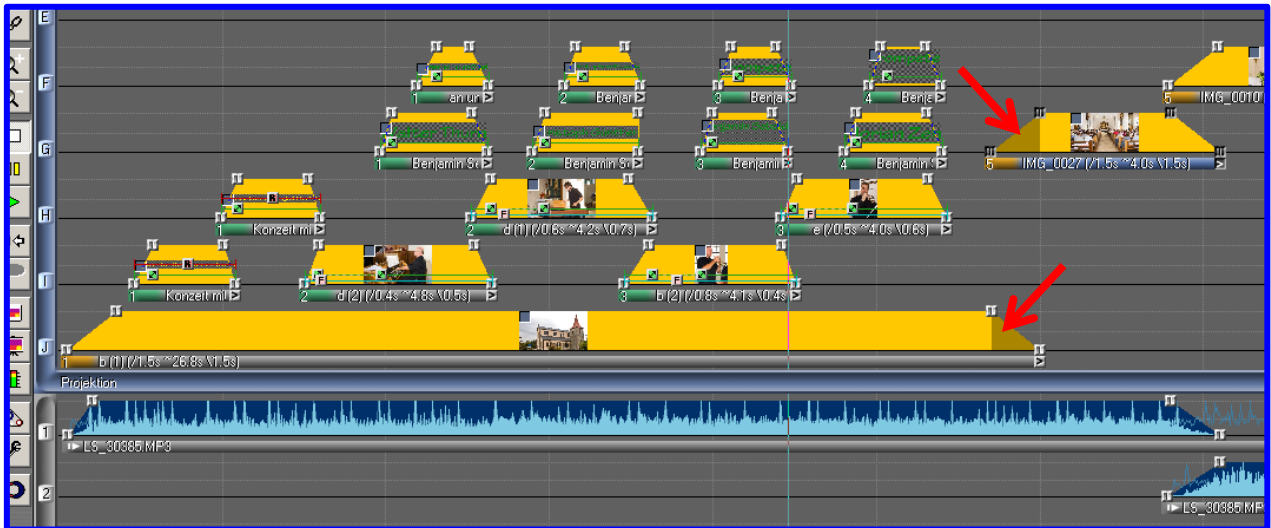 E
F
1 an un
2 Benjar
3 Benja
4 Benja
5 IMG_0010
G
1 Benjamin S
2 Benjamin S
3 Benjamin
4 Benjamin S
5 IMG_0027 (/1.5s ~4.0s \1.5s)
H
1 Konzeit mi
2 d (1) (/0.6s ~4.2s \0.7s)
3 e (/0.5s ~4.0s \0.6s)
I
1 Konzeit mi
2 d (2) (/0.4s ~4.8s \0.5s)
3 b (2) (/0.8s ~4.1s \0.4s
J
1 b (1) (/1.5s ~26.8s \1.5s)
Projektion
1
LS_30385.MP3
2
LS_30385.MP